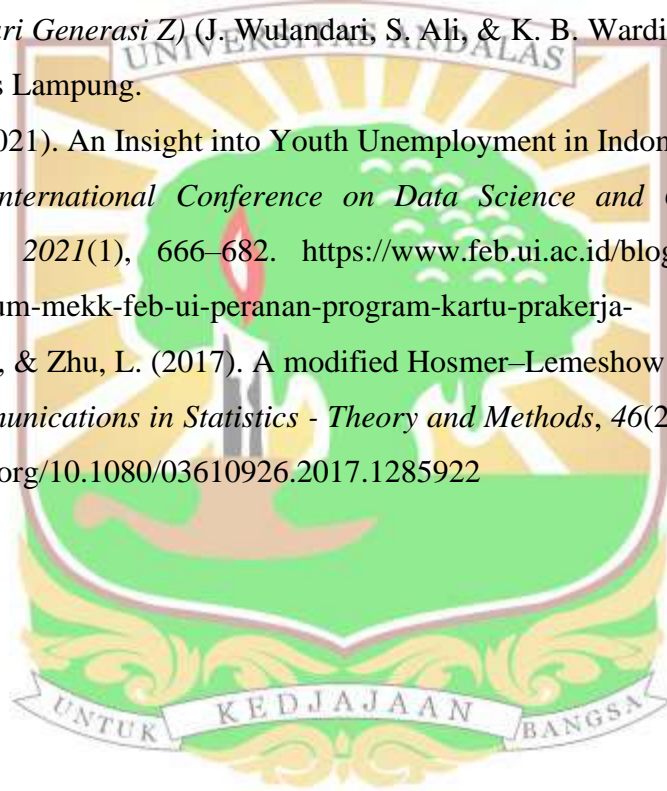 ari Generasi Z) (J. Wulandari, S. Ali, & K. B. Wardi
UNIVERSITAS ANDALAS
s Lampung.
021). An Insight into Youth Unemployment in Indon
International Conference on Data Science and
2021(1), 666–682. https://www.feb.ui.ac.id/blog
um-mekk-feb-ui-peranan-program-kartu-prakerja-
, & Zhu, L. (2017). A modified Hosmer–Lemeshow
munications in Statistics - Theory and Methods, 46(2
org/10.1080/03610926.2017.1285922
UNTUK KEDJAJAAN BANGSA